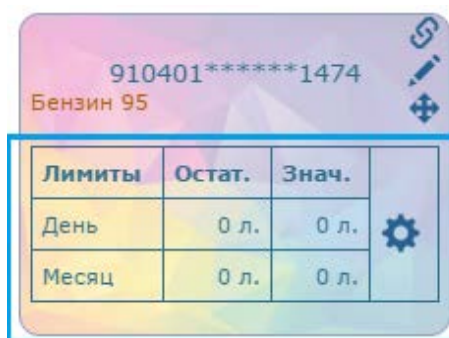 910401******1474
Бензин 95
Лимиты Остат. Знач.
День 0 л. 0 л.
Месяц 0 л. 0 л.